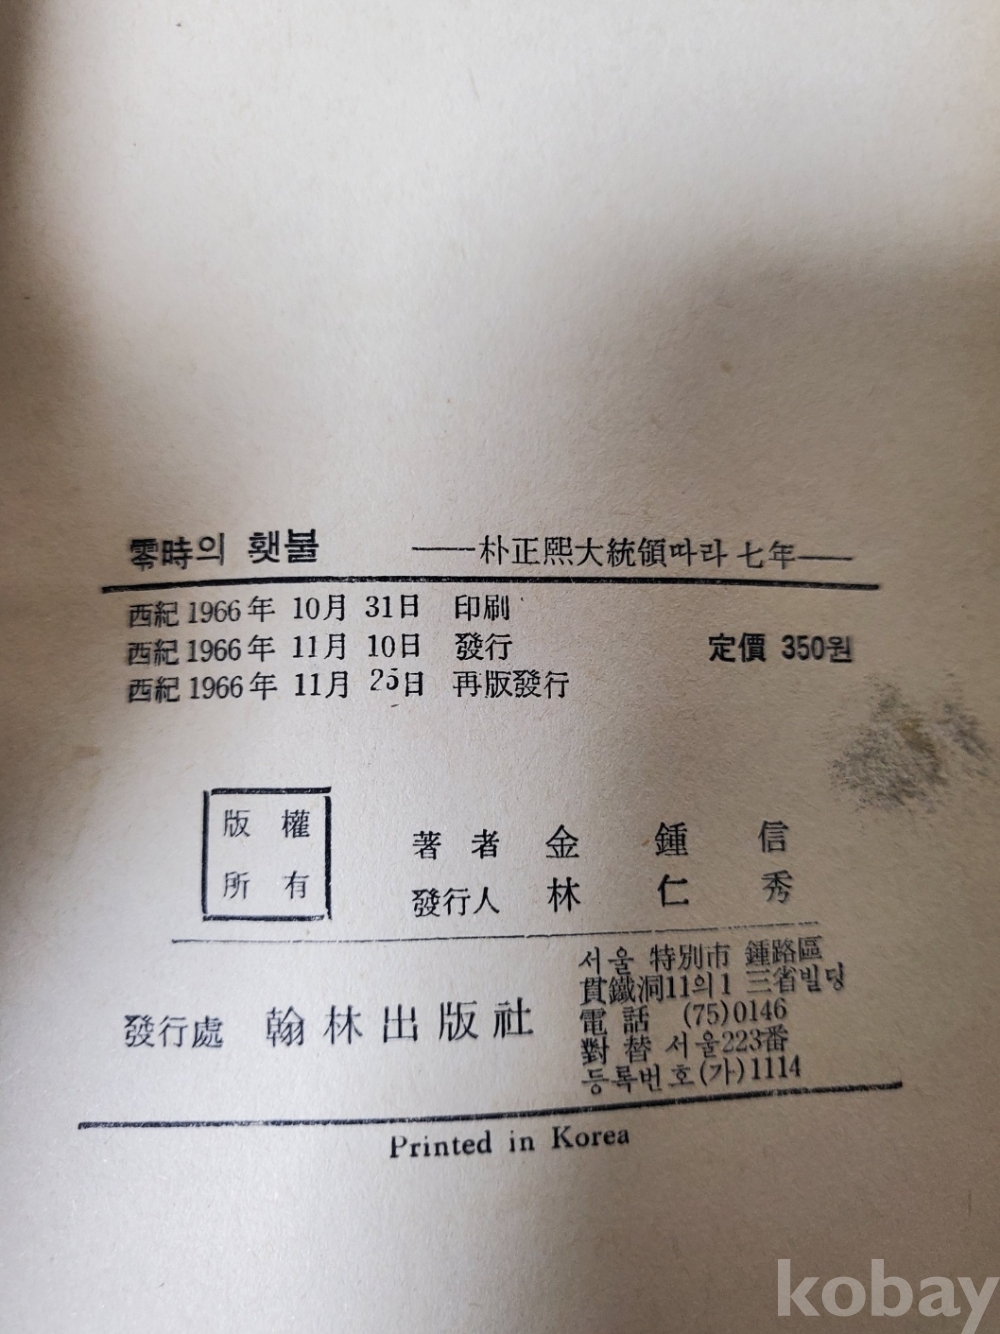 零時의 횃불 ——朴正熙大統領따라 七年——
西紀 1966年 10月 31日 印刷
西紀 1966年 11月 10日 發行 定價 350원
西紀 1966年 11月 25日 再版發行
版權
所有
著者 金鍾信
發行人 林仁秀
發行處 翰林出版社
서울 特別市 鍾路區
貫鐵洞11의1 三省빌딩
電話 (75)0146
對替 서울223番
등록번호(가)1114
Printed in Korea
kobay